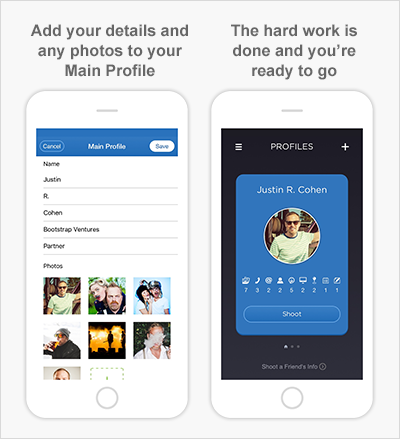 Add your details and
any photos to your
Main Profile
Cancel
Main Profile
Save
Name
Justin
R.
Cohen
Bootstrap Ventures
Partner
Photos
The hard work is
done and you're
ready to go
PROFILES
Justin R. Cohen
7 3 2 2 5 2 1 1 1
Shoot
Shoot a Friend's Info